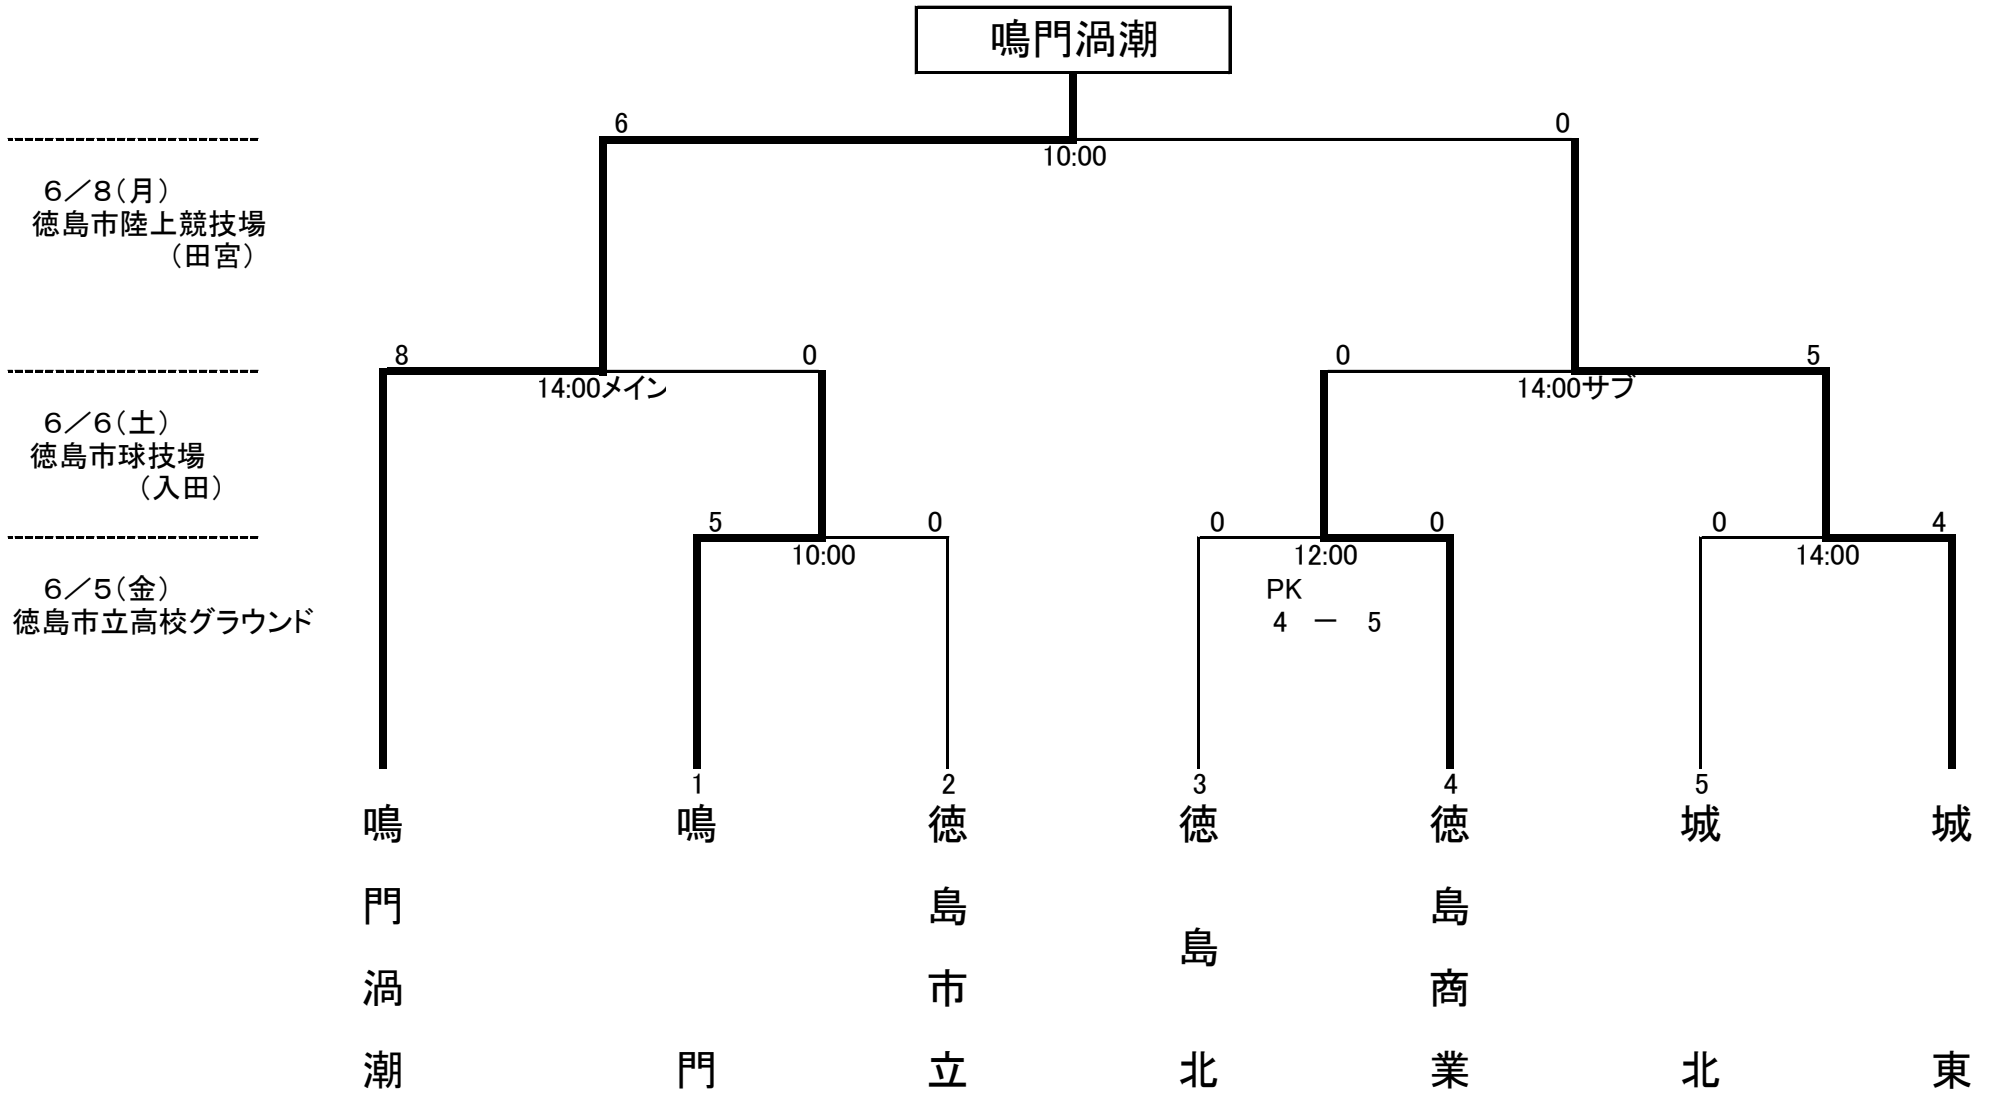 鳴門渦潮
6
0
10:00
６／８（月）
徳島市陸上競技場
（田宮）
8
0
0
5
14:00メイン
14:00サブ
６／６（土）
徳島市球技場
（入田）
5
0
0
0
0
4
10:00
12:00
14:00
６／５（金）
徳島市立高校グラウンド
PK
4 － 5
1
2
3
4
5
鳴門渦潮
鳴門
徳島市立
徳島北
徳島商業
城北
城東